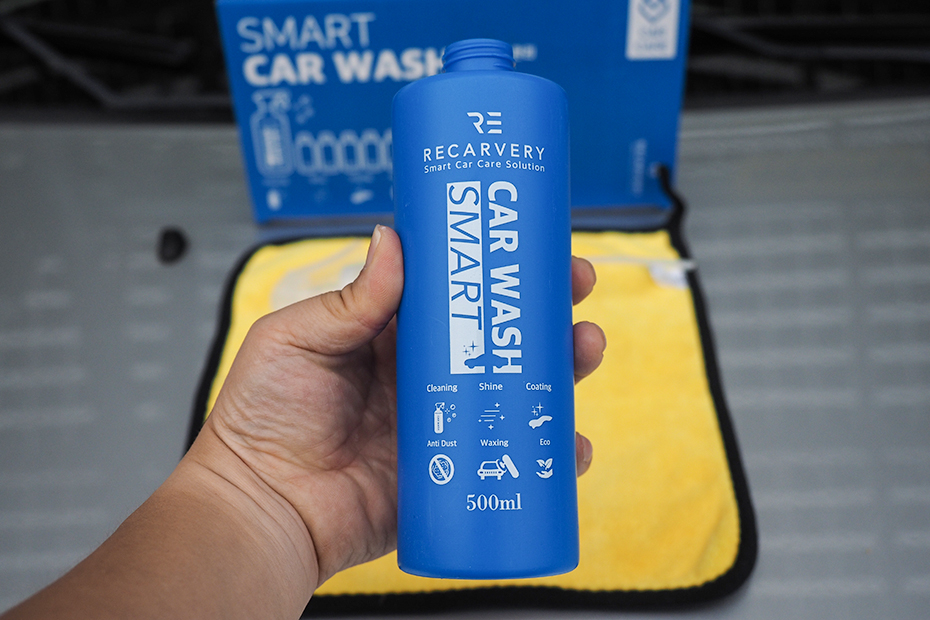 SMART
CAR WASH
RE
RECARVERY
Smart Car Care Solution
CAR WASH
SMART
Cleaning Shine Coating
Anti Dust Waxing Eco
500ml